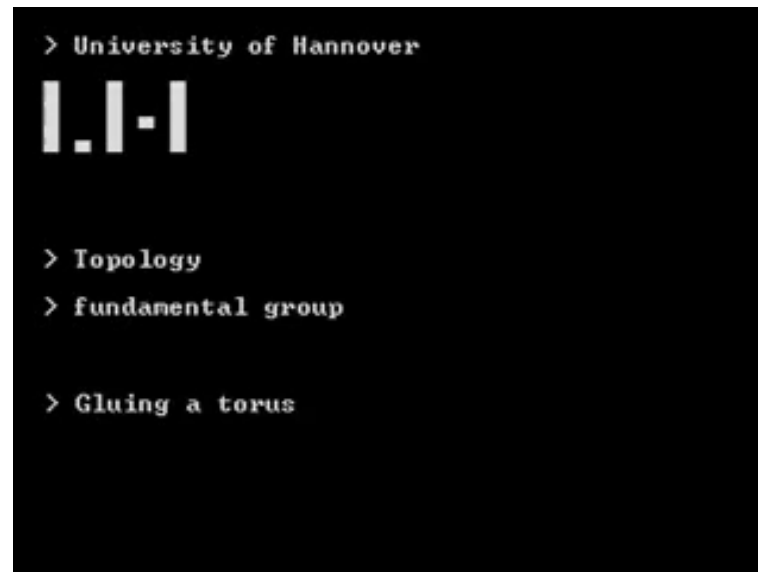 > University of Hannover
> Topology
> fundamental group
> Gluing a torus